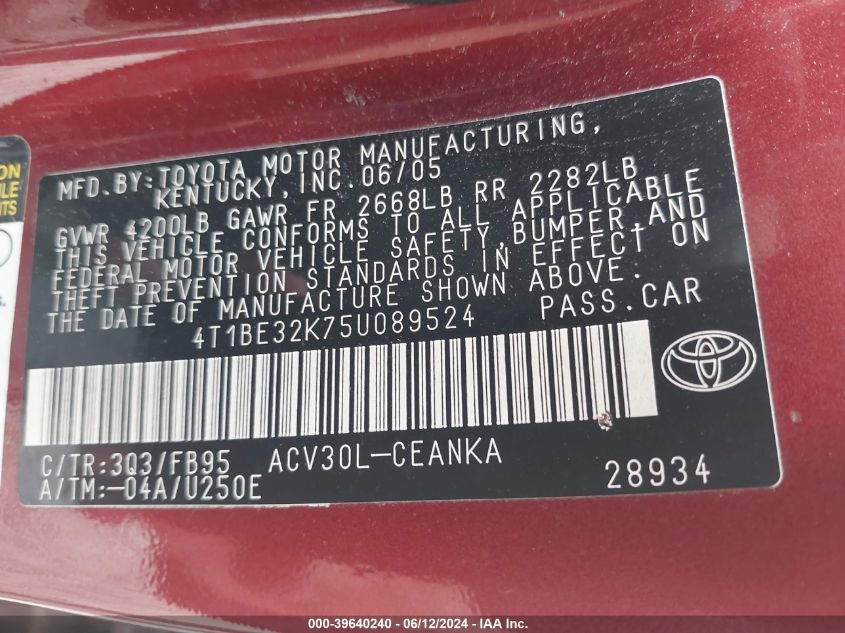 ON
LE
TS
s.
MFD. BY: TOYOTA MOTOR MANUFACTURING,
KENTUCKY, INC. 06/05
GVWR 4200LB GAWR FR 2668LB RR 2282LB
THIS VEHICLE CONFORMS TO ALL APPLICABLE
FEDERAL MOTOR VEHICLE SAFETY,BUMPER,AND
THEFT PREVENTION STANDARDS IN EFFECT ON
THE DATE OF MANUFACTURE SHOWN ABOVE.
4T1BE32K75U089524 PASS.CAR
C/TR:3Q3/FB95 ACV30L-CEANKA
A/TM:-04A/U250E 28934
000-39640240 - 06/12/2024 - IAA Inc.